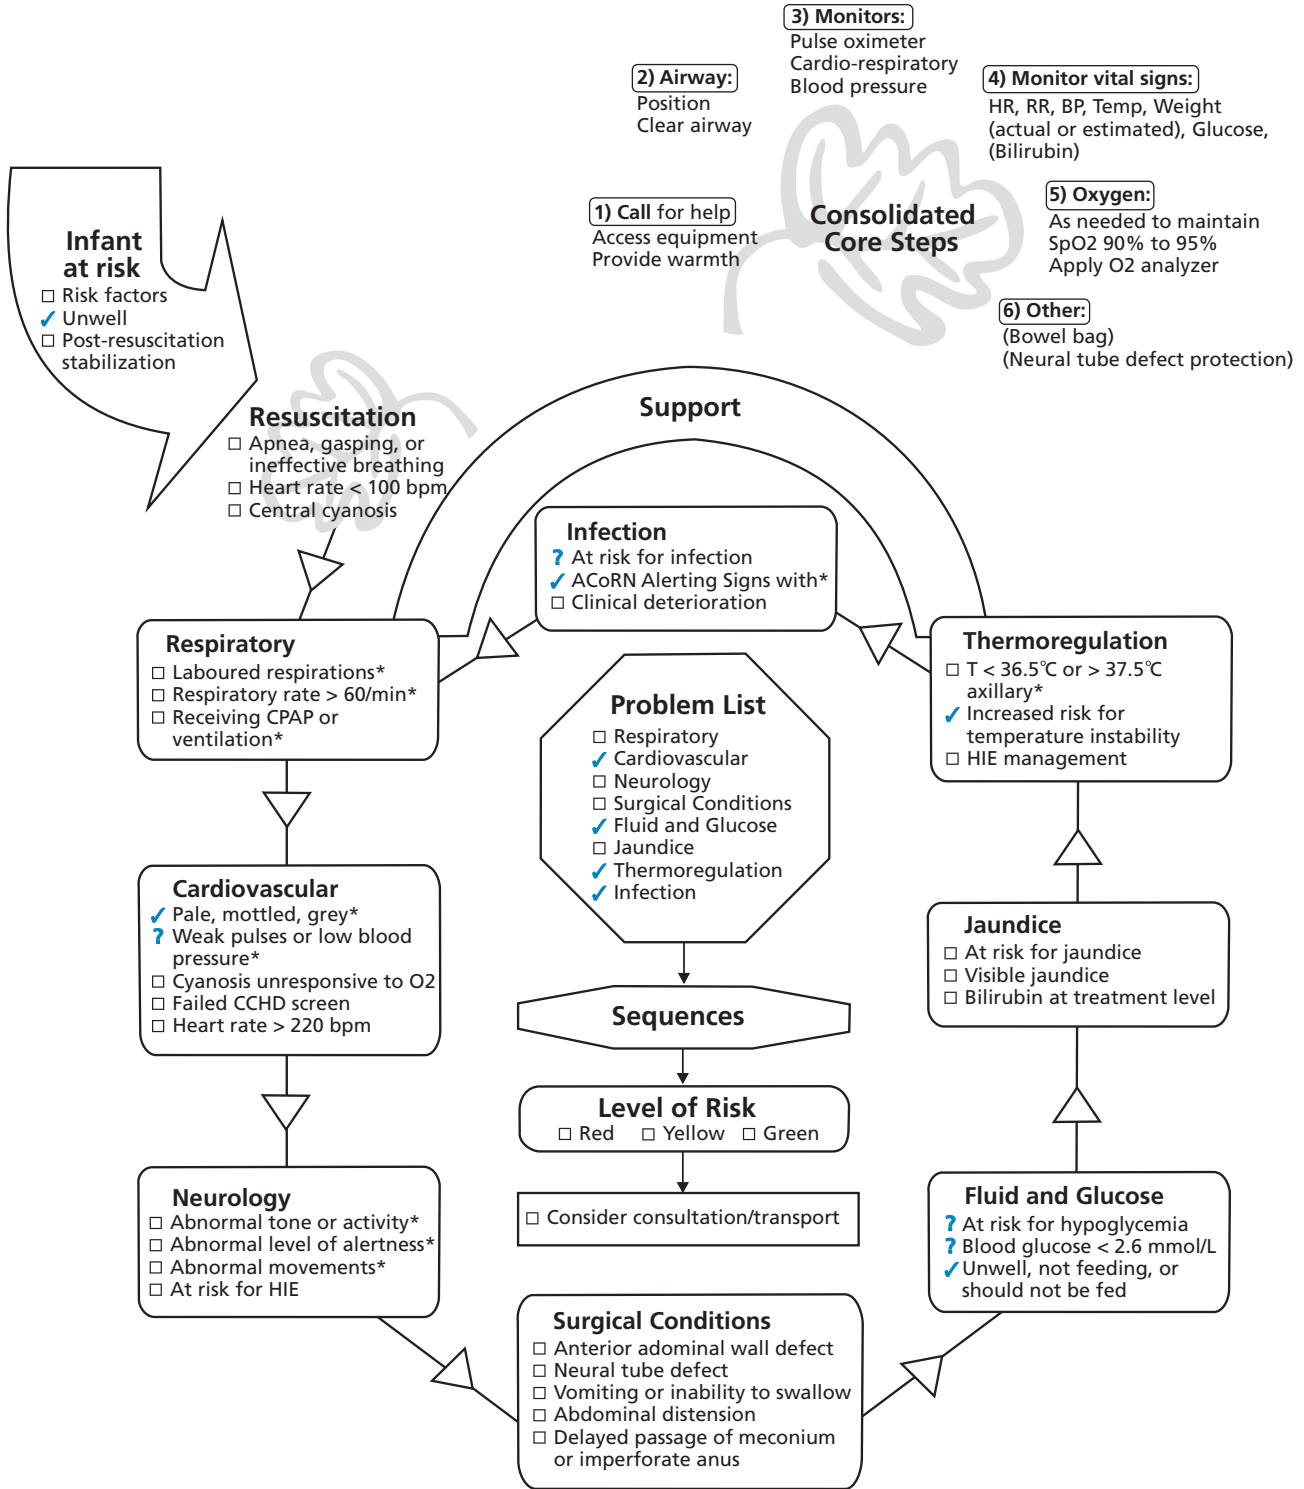 3) Monitors:
Pulse oximeter
Cardio-respiratory
Blood pressure
2) Airway:
Position
Clear airway
4) Monitor vital signs:
HR, RR, BP, Temp, Weight
(actual or estimated), Glucose,
(Bilirubin)
1) Call for help
Access equipment
Provide warmth
Consolidated
Core Steps
5) Oxygen:
As needed to maintain
SpO2 90% to 95%
Apply O2 analyzer
6) Other:
(Bowel bag)
(Neural tube defect protection)
Infant
at risk
□ Risk factors
✓ Unwell
□ Post-resuscitation
stabilization
Resuscitation
□ Apnea, gasping, or
ineffective breathing
□ Heart rate < 100 bpm
□ Central cyanosis
Support
Infection
? At risk for infection
✓ ACoRN Alerting Signs with*
□ Clinical deterioration
Respiratory
□ Laboured respirations*
□ Respiratory rate > 60/min*
□ Receiving CPAP or
ventilation*
Thermoregulation
□ T < 36.5℃ or > 37.5℃
axillary*
✓ Increased risk for
temperature instability
□ HIE management
Problem List
□ Respiratory
✓ Cardiovascular
□ Neurology
□ Surgical Conditions
✓ Fluid and Glucose
□ Jaundice
✓ Thermoregulation
✓ Infection
Cardiovascular
✓ Pale, mottled, grey*
? Weak pulses or low blood
pressure*
□ Cyanosis unresponsive to O2
□ Failed CCHD screen
□ Heart rate > 220 bpm
Jaundice
□ At risk for jaundice
□ Visible jaundice
□ Bilirubin at treatment level
Sequences
Level of Risk
□ Red □ Yellow □ Green
□ Consider consultation/transport
Neurology
□ Abnormal tone or activity*
□ Abnormal level of alertness*
□ Abnormal movements*
□ At risk for HIE
Fluid and Glucose
? At risk for hypoglycemia
? Blood glucose < 2.6 mmol/L
✓ Unwell, not feeding, or
should not be fed
Surgical Conditions
□ Anterior adominal wall defect
□ Neural tube defect
□ Vomiting or inability to swallow
□ Abdominal distension
□ Delayed passage of meconium
or imperforate anus